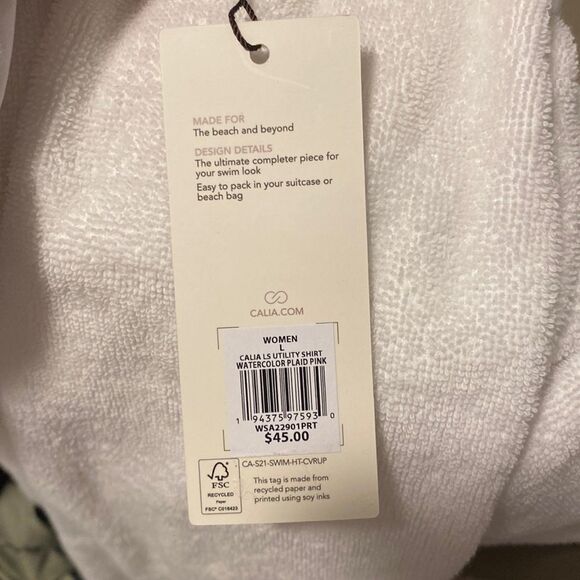 MADE FOR
The beach and beyond
DESIGN DETAILS
The ultimate completer piece for
your swim look
Easy to pack in your suitcase or
beach bag
CALIA.COM
WOMEN
L
CALIA LS UTILITY SHIRT
WATERCOLOR PLAID PINK
1 94375 97593 0
WSA22901PRT
$45.00
CA-S21-SWIM-HT-CVRUP
FSC
RECYCLED
Paper
FSC® C018423
This tag is made from
recycled paper and
printed using soy inks